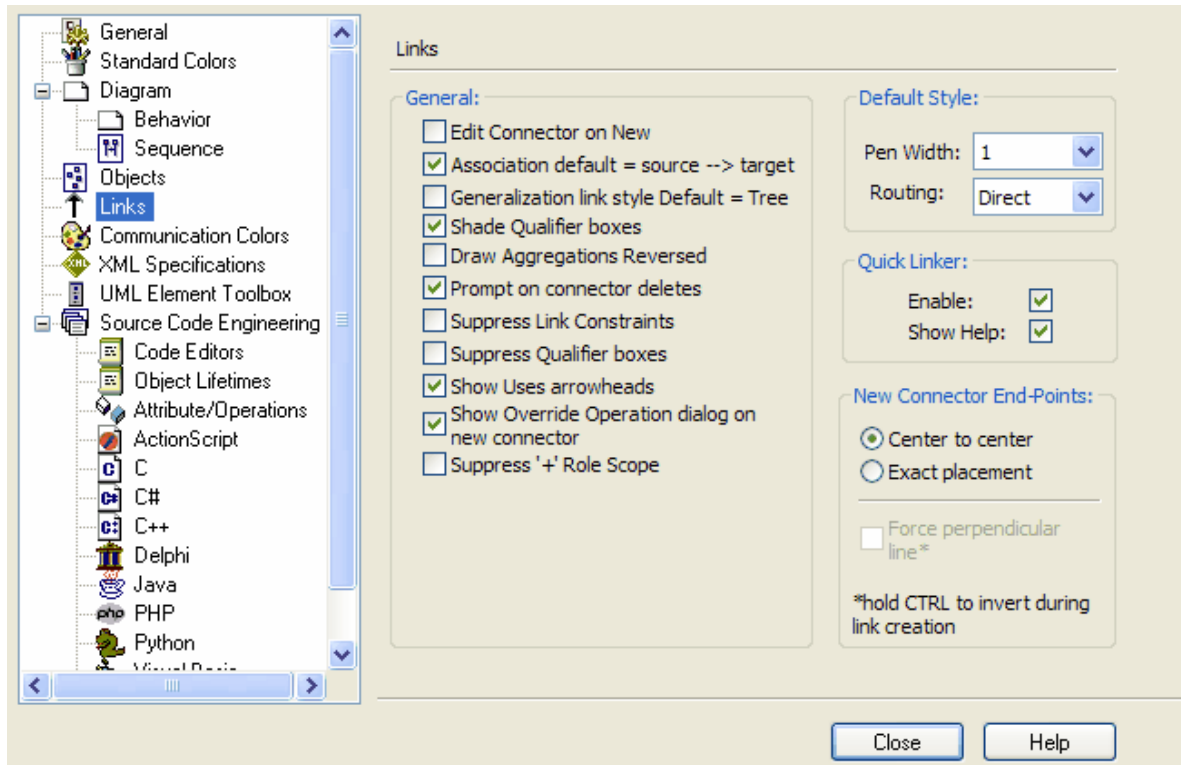 General
Standard Colors
Diagram
Behavior
Sequence
Objects
Links
Communication Colors
XML Specifications
UML Element Toolbox
Source Code Engineering
Code Editors
Object Lifetimes
Attribute/Operations
ActionScript
C
C#
C++
Delphi
Java
php PHP
Python
Visual Basic
Links
General:
Edit Connector on New
Association default = source --> target
Generalization link style Default = Tree
Shade Qualifier boxes
Draw Aggregations Reversed
Prompt on connector deletes
Suppress Link Constraints
Suppress Qualifier boxes
Show Uses arrowheads
Show Override Operation dialog on
new connector
Suppress '+' Role Scope
Default Style:
Pen Width: 1
Routing: Direct
Quick Linker:
Enable:
Show Help:
New Connector End-Points:
Center to center
Exact placement
Force perpendicular
line*
*hold CTRL to invert during
link creation
Close Help